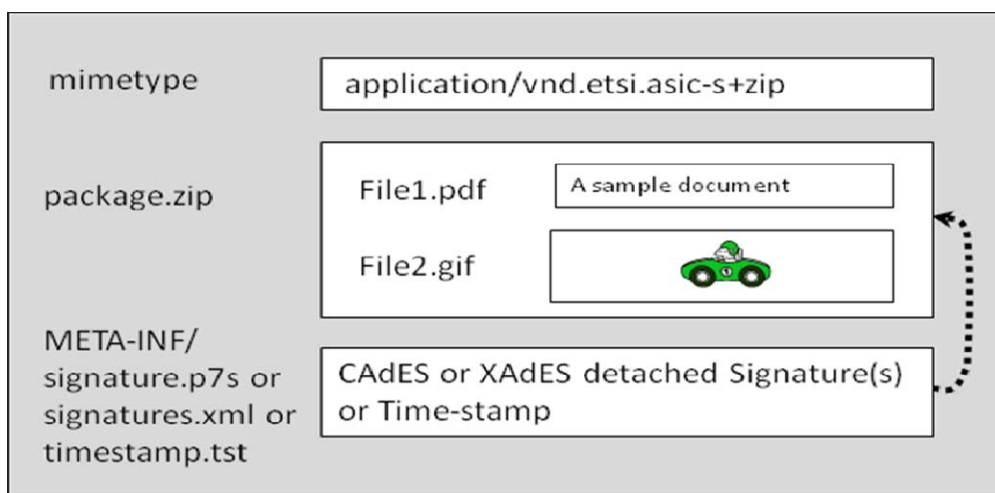 mimetype
application/vnd.etsi.asic-s+zip
package.zip
File1.pdf
A sample document
File2.gif
META-INF/
signature.p7s or
signatures.xml or
timestamp.tst
CAdES or XAdES detached Signature(s)
or Time-stamp